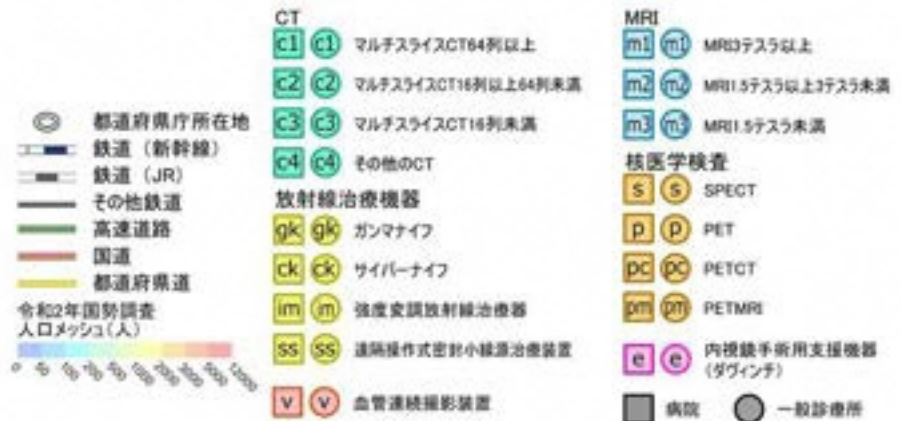 都道府県庁所在地
鉄道（新幹線）
鉄道（JR）
その他鉄道
高速道路
国道
都道府県道
令和2年国勢調査
人口メッシュ(人)
0 50 100 200 500 1000 2000 3000 5000 12000
CT
c1 c1 マルチスライスCT64列以上
c2 c2 マルチスライスCT16列以上64列未満
c3 c3 マルチスライスCT16列未満
c4 c4 その他のCT
放射線治療機器
gk gk ガンマナイフ
ck ck サイバーナイフ
im im 強度変調放射線治療器
ss ss 遠隔操作式密封小線源治療装置
v v 血管連続撮影装置
MRI
m1 m1 MRI3テスラ以上
m2 m2 MRI1.5テスラ以上3テスラ未満
m3 m3 MRI1.5テスラ未満
核医学検査
s s SPECT
p p PET
pc pc PETCT
pm pm PETMRI
e e 内視鏡手術用支援機器
(ダヴィンチ)
病院 一般診療所